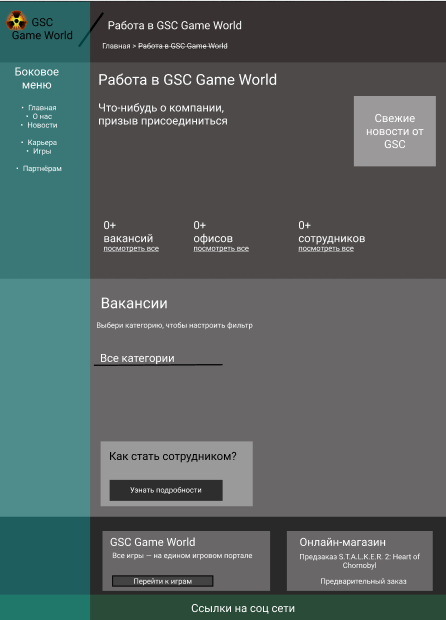 GSC
Game World
Работа в GSC Game World
Главная > Работа в GSC Game World
Боковое
меню
• Главная
• О нас
• Новости
• Карьера
• Игры
• Партнёрам
Работа в GSC Game World
Что-нибудь о компании,
призыв присоединиться
Свежие
новости от
GSC
0+
вакансий
посмотреть все
0+
офисов
посмотреть все
0+
сотрудников
посмотреть все
Вакансии
Выбери категорию, чтобы настроить фильтр
Все категории
Как стать сотрудником?
Узнать подробности
GSC Game World
Все игры — на едином игровом портале
Перейти к играм
Онлайн-магазин
Предзаказ S.T.A.L.K.E.R. 2: Heart of
Chornobyl
Предварительный заказ
Ссылки на соц сети